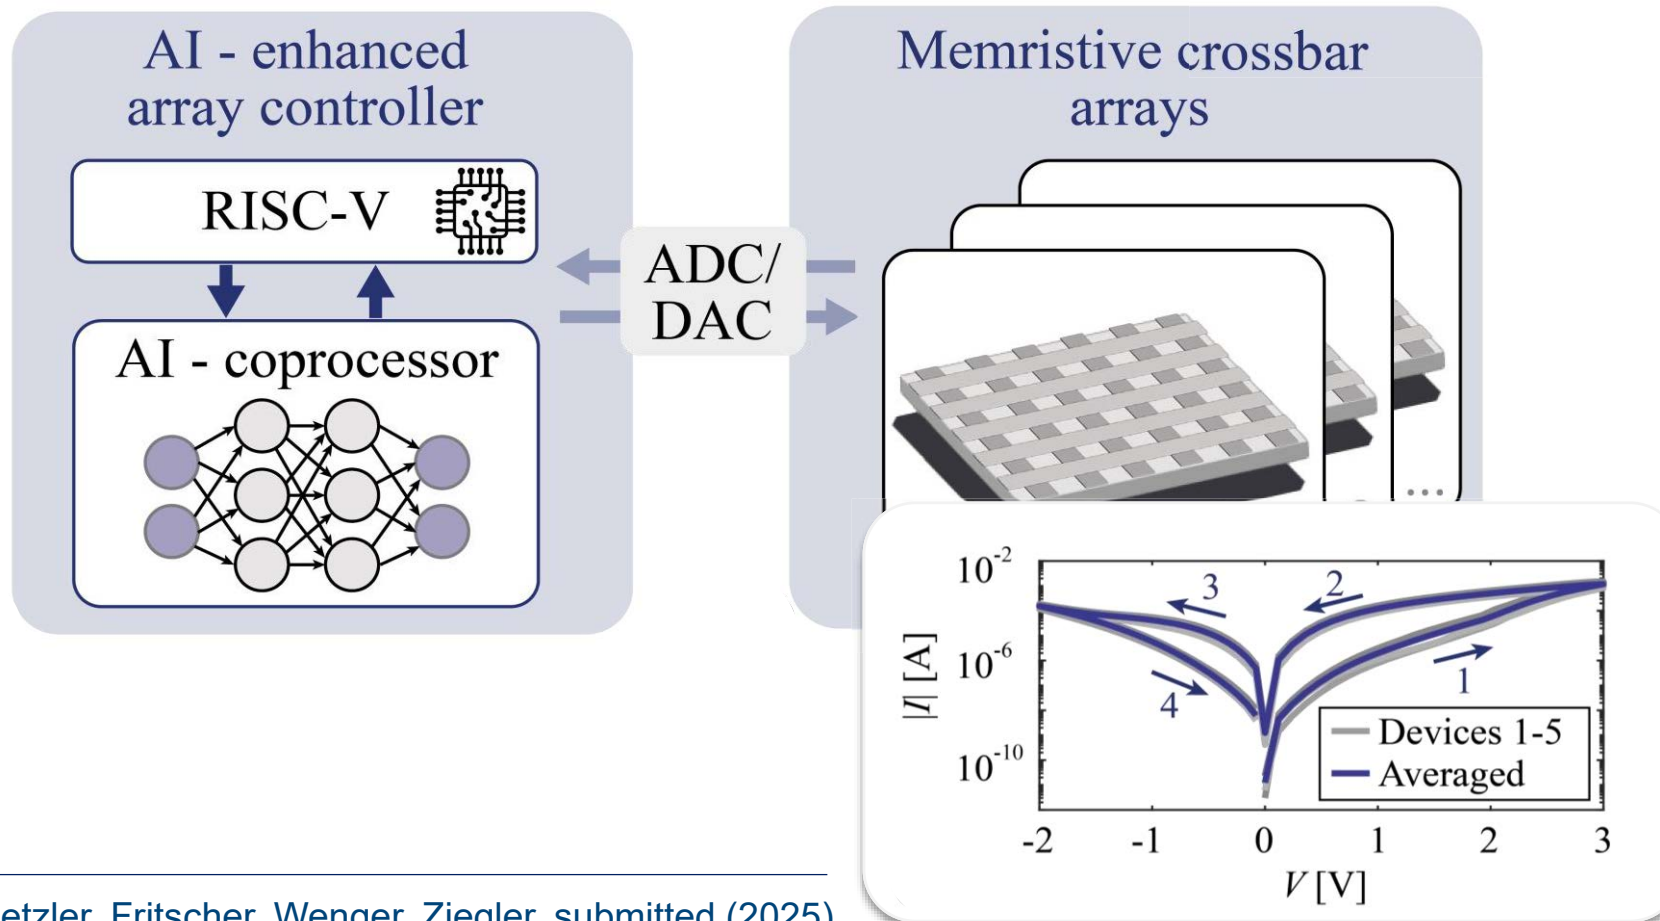 AI - enhanced
array controller
RISC-V
AI - coprocessor
ADC/
DAC
Memristive crossbar
arrays
...
10-2
10-6
10-10
|I| [A]
3
2
1
4
Devices 1-5
Averaged
-2 -1 0 1 2 3
V [V]
Fritscher, Wenger, Ziegler, submitted (2025)